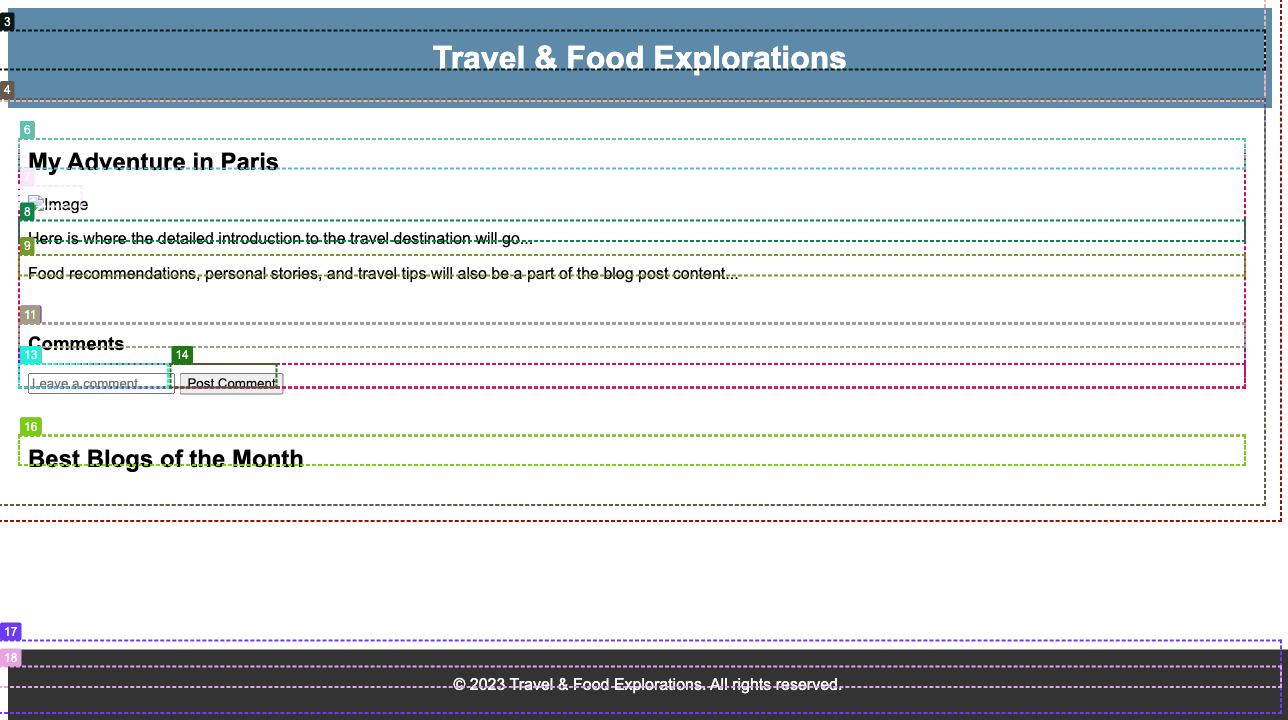 3
Travel & Food Explorations
4
6
My Adventure in Paris
Image
8
Here is where the detailed introduction to the travel destination will go...
9
Food recommendations, personal stories, and travel tips will also be a part of the blog post content...
11
Comments
13
14
Leave a comment...
Post Comment
16
Best Blogs of the Month
17
18
© 2023 Travel & Food Explorations. All rights reserved.